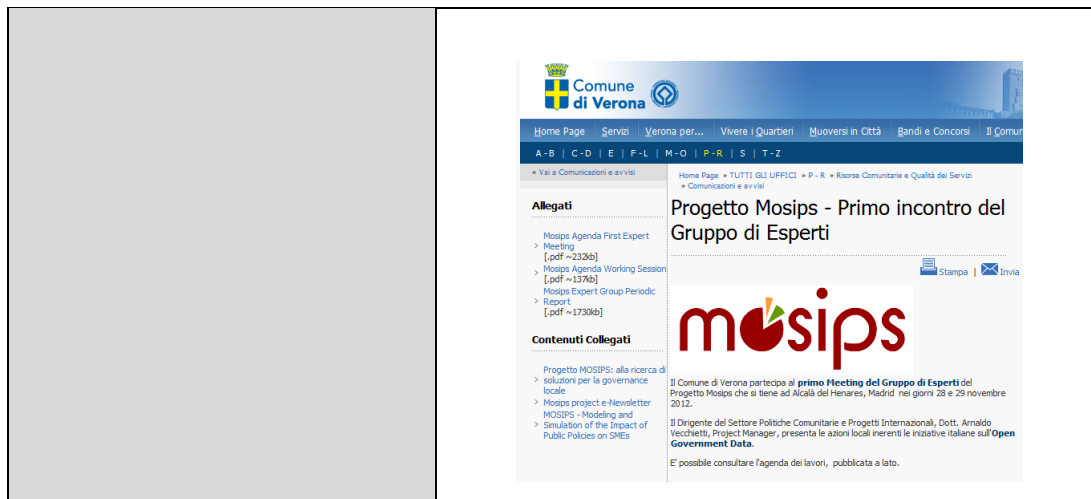 Comune
di Verona
Home Page Servizi Verona per... Vivere i Quartieri Muoversi in Città Bandi e Concorsi Il Comur
A - B | C - D | E | F - L | M - O | P - R | S | T - Z
« Vai a Comunicazioni e avvisi
Home Page » TUTTI GLI UFFICI » P - R » Risorse Comunitarie e Qualità dei Servizi
» Comunicazioni e avvisi
Allegati
Mosips Agenda First Expert
> Meeting
[.pdf ~232kb]
> Mosips Agenda Working Session
[.pdf ~137kb]
Mosips Expert Group Periodic
> Report
[.pdf ~1730kb]
Contenuti Collegati
Progetto MOSIPS: alla ricerca di
> soluzioni per la governance
locale
> Mosips project e-Newsletter
MOSIPS - Modeling and
> Simulation of the Impact of
Public Policies on SMEs
Progetto Mosips - Primo incontro del
Gruppo di Esperti
Stampa | Invia
mosips
Il Comune di Verona partecipa al primo Meeting del Gruppo di Esperti del
Progetto Mosips che si tiene ad Alcalà del Henares, Madrid nei giorni 28 e 29 novembre
2012.
Il Dirigente del Settore Politiche Comunitarie e Progetti Internazionali, Dott. Arnaldo
Vecchietti, Project Manager, presenta le azioni locali inerenti le iniziative italiane sull'Open
Government Data.
E' possibile consultare l'agenda dei lavori, pubblicata a lato.